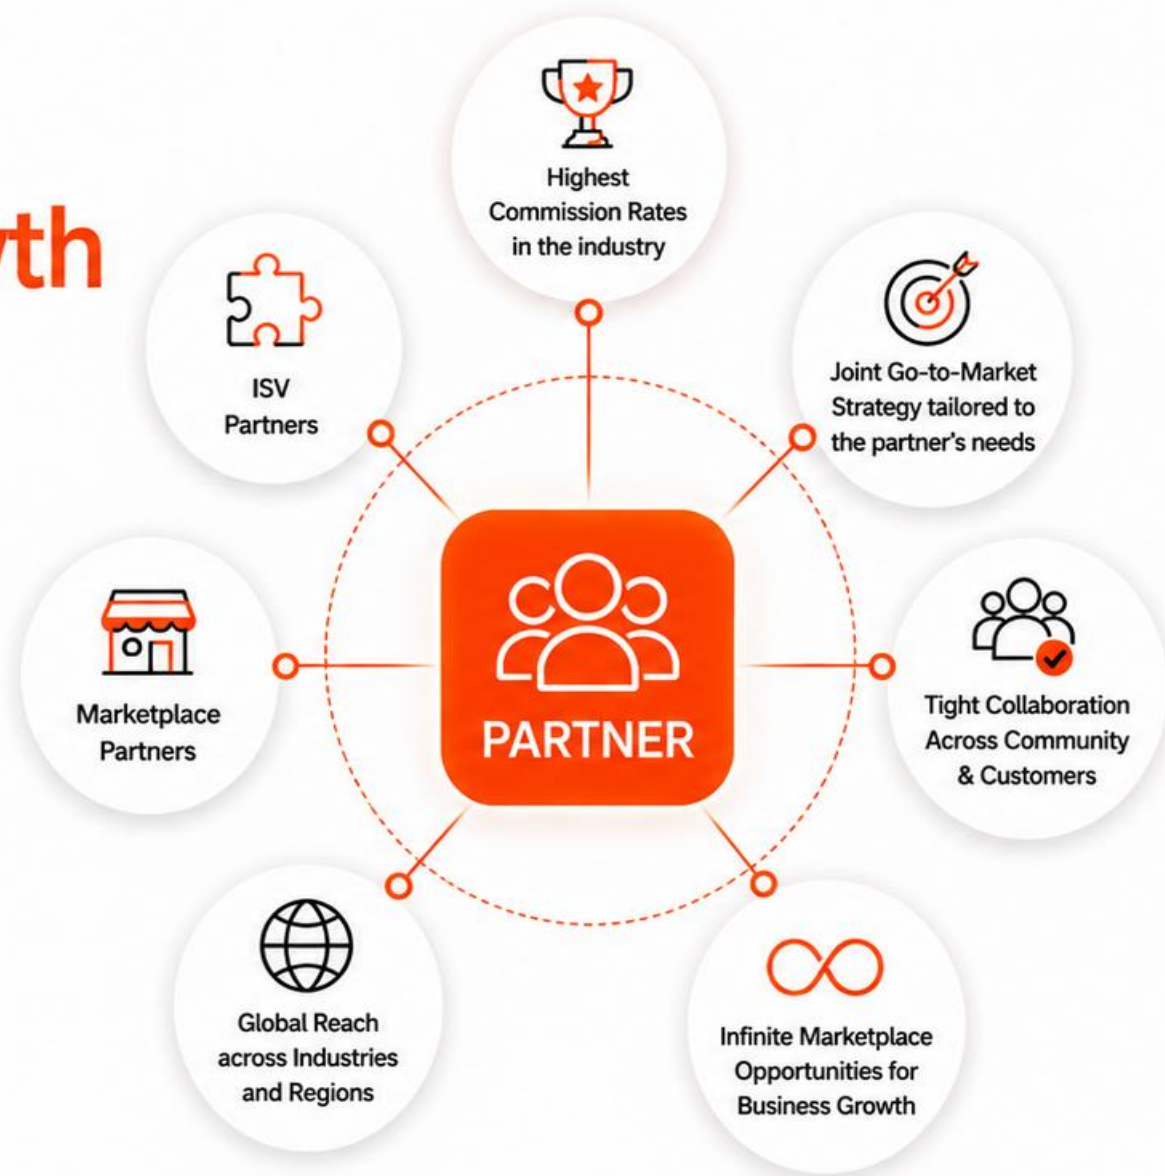 Highest
Commission Rates
in the industry
Joint Go-to-Market
Strategy tailored to
the partner's needs
Tight Collaboration
Across Community
& Customers
Infinite Marketplace
Opportunities for
Business Growth
Global Reach
across Industries
and Regions
Marketplace
Partners
ISV
Partners
PARTNER